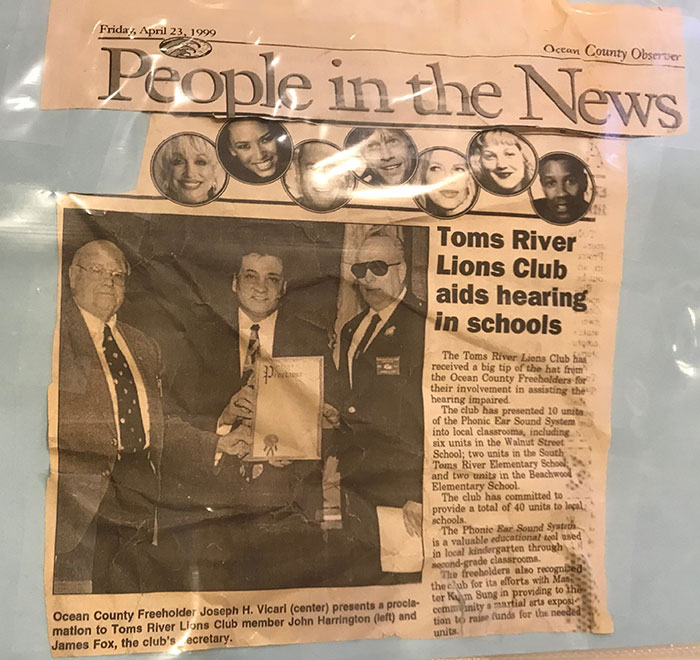 Friday, April 23, 1999
Ocean County Observer
People in the News
Toms River
Lions Club
aids hearing
in schools
The Toms River Lions Club has
received a big tip of the hat from
the Ocean County Freeholders for
their involvement in assisting the
hearing impaired.
The club has presented 10 units
of the Phonic Ear Sound System
into local classrooms, including
six units in the Walnut Street
School; two units in the South
Toms River Elementary School,
and two units in the Beachwood
Elementary School.
The club has committed to
provide a total of 40 units to local
schools.
The Phonic Ear Sound System
is a valuable educational tool used
in local kindergarten through
second-grade classrooms.
The freeholders also recognized
the club for its efforts with Mas-
ter Sung in providing to the
community a martial arts exposi-
tion to raise funds for the needed
units.
Ocean County Freeholder Joseph H. Vicari (center) presents a procla-
mation to Toms River Lions Club member John Harrington (left) and
James Fox, the club's secretary.